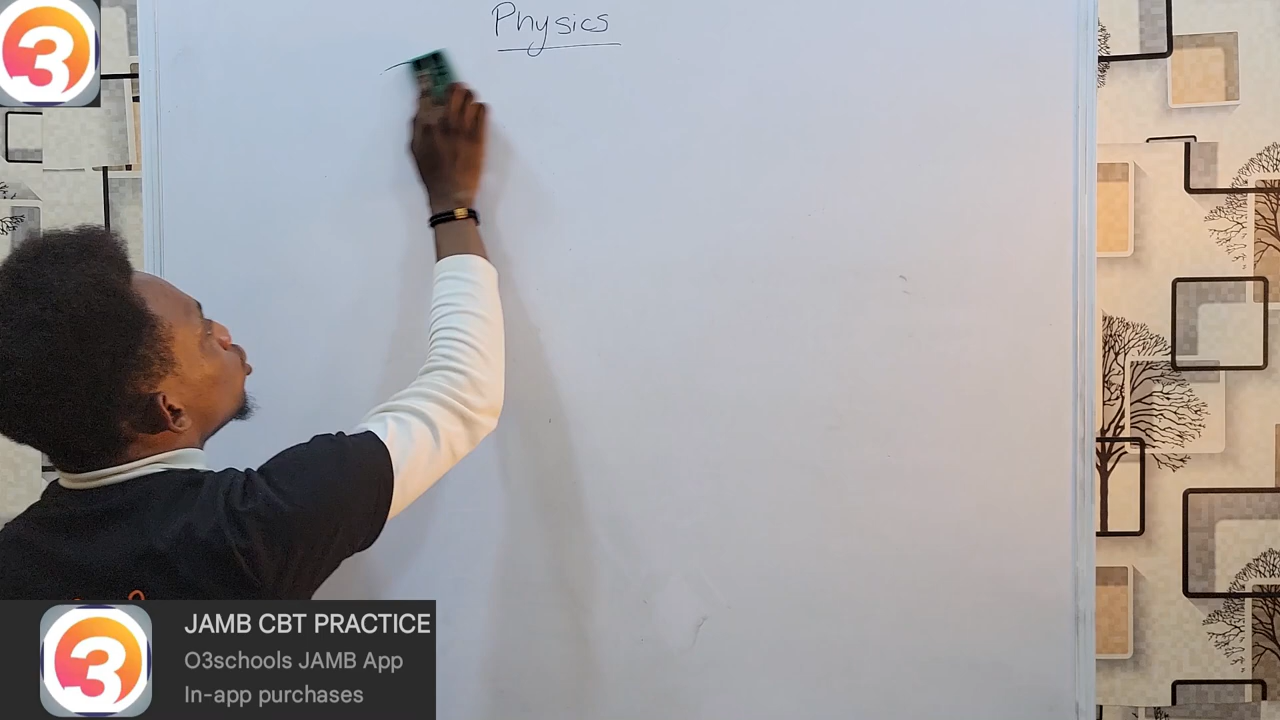 Physics
3
3
JAMB CBT PRACTICE
O3schools JAMB App
In-app purchases